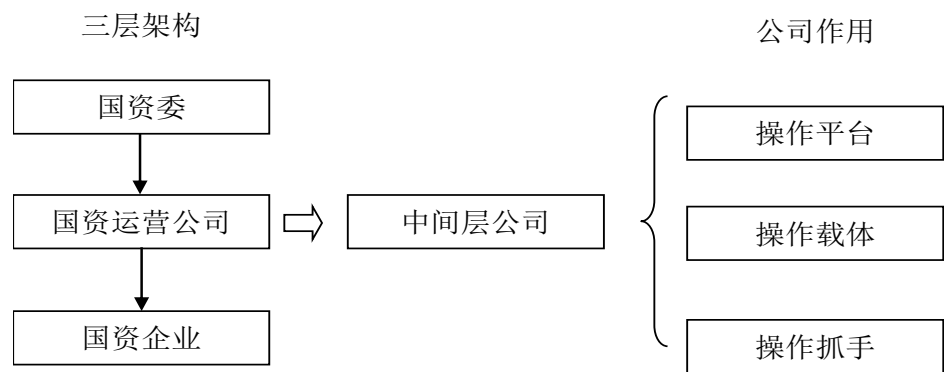 三层架构
公司作用
国资委
操作平台
国资运营公司
中间层公司
操作载体
国资企业
操作抓手